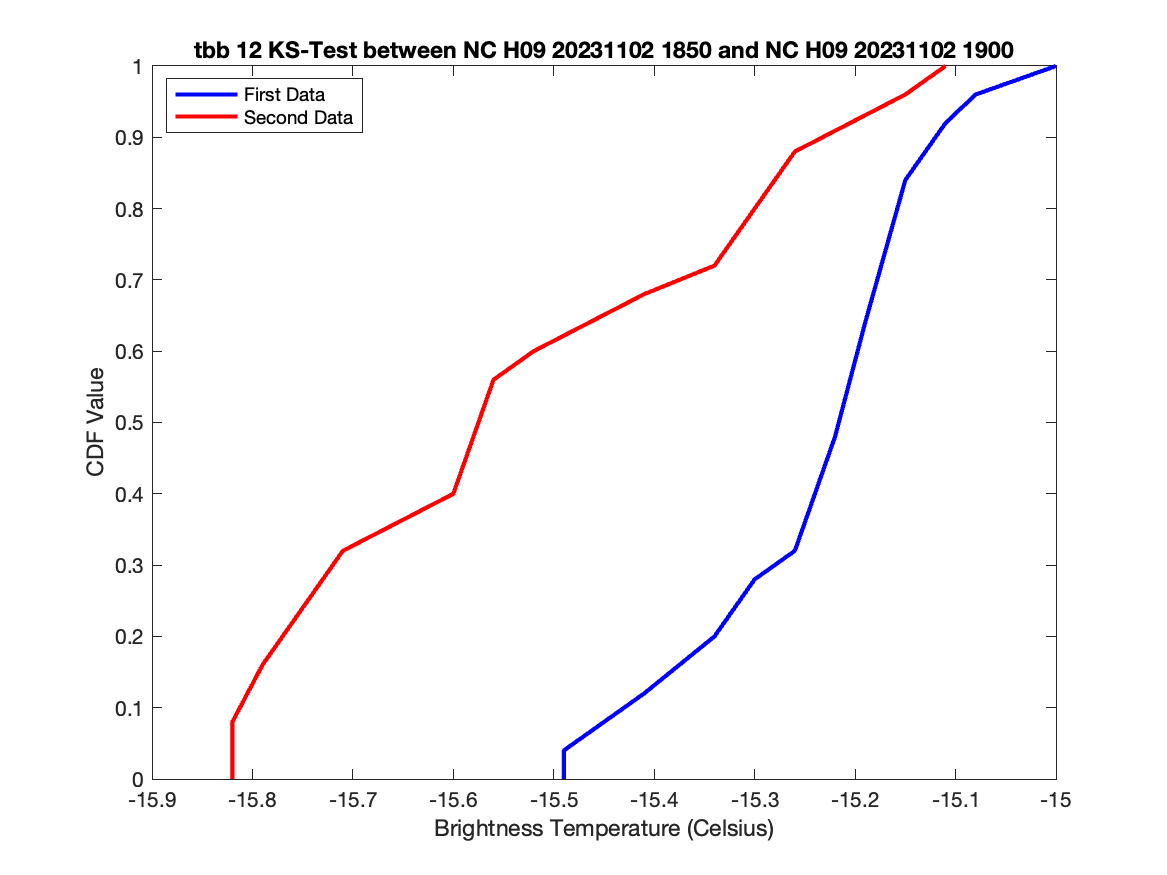 tbb 12 KS-Test between NC H09 20231102 1850 and NC H09 20231102 1900
First Data
Second Data
1
0.9
0.8
0.7
0.6
0.5
0.4
0.3
0.2
0.1
0
CDF Value
-15.9 -15.8 -15.7 -15.6 -15.5 -15.4 -15.3 -15.2 -15.1 -15
Brightness Temperature (Celsius)